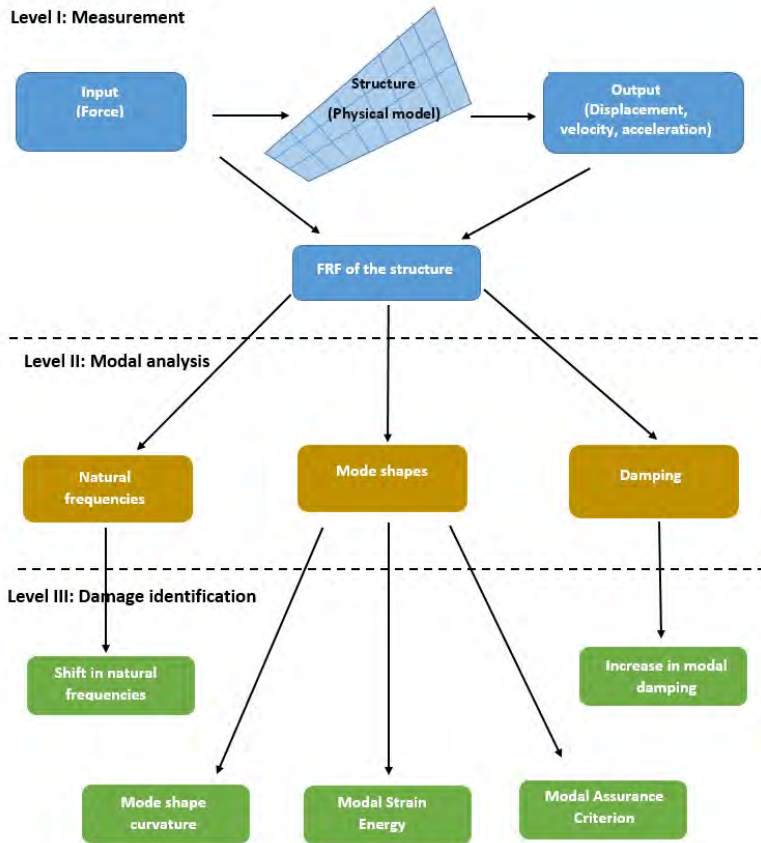 Level I: Measurement
Input
(Force)
Structure
(Physical model)
Output
(Displacement,
velocity, acceleration)
FRF of the structure
Level II: Modal analysis
Natural
frequencies
Mode shapes
Damping
Level III: Damage identification
Shift in natural
frequencies
Increase in modal
damping
Mode shape
curvature
Modal Strain
Energy
Modal Assurance
Criterion